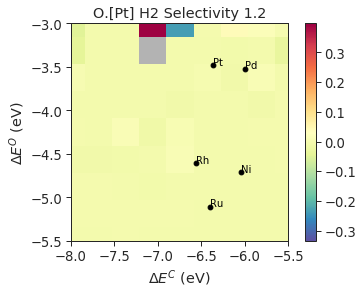 O.[Pt] H2 Selectivity 1.2
−3.0
−3.5
−4.0
−4.5
−5.0
−5.5
ΔE^O (eV)
Pt
Pd
Rh
Ni
Ru
−8.0 −7.5 −7.0 −6.5 −6.0 −5.5
ΔE^C (eV)
0.3
0.2
0.1
0.0
−0.1
−0.2
−0.3